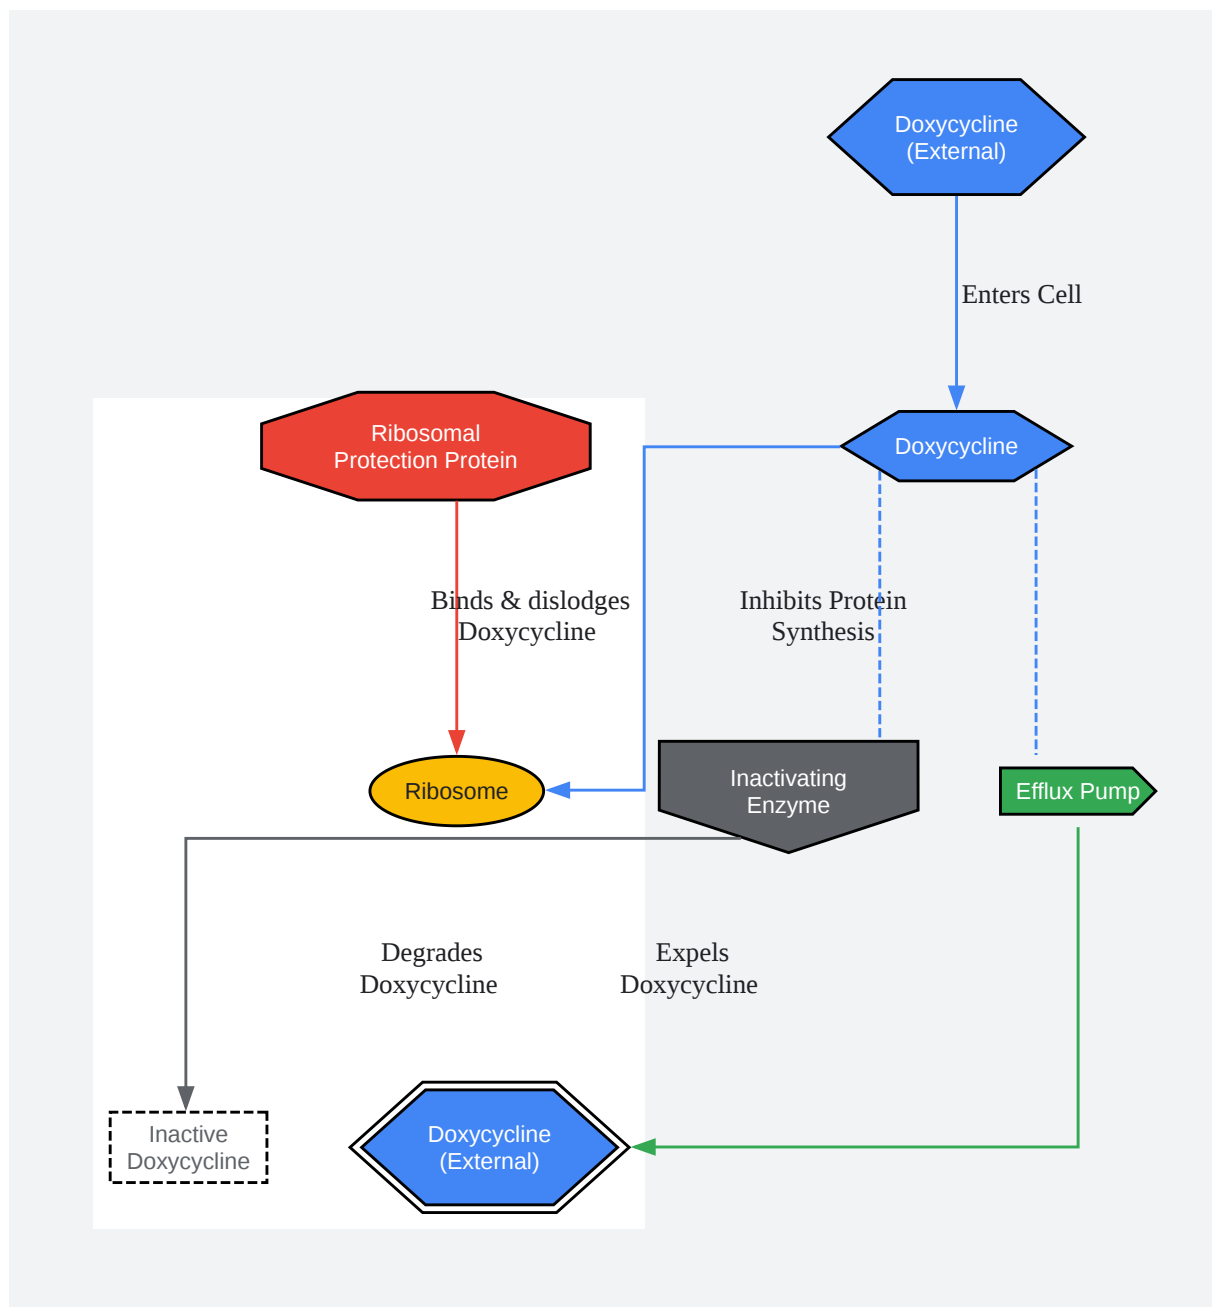 Doxycycline
(External)
Enters Cell
Ribosomal
Protection Protein
Doxycycline
Binds & dislodges
Doxycycline
Inhibits Protein
Synthesis
Ribosome
Inactivating
Enzyme
Efflux Pump
Degrades
Doxycycline
Expels
Doxycycline
Inactive
Doxycycline
Doxycycline
(External)